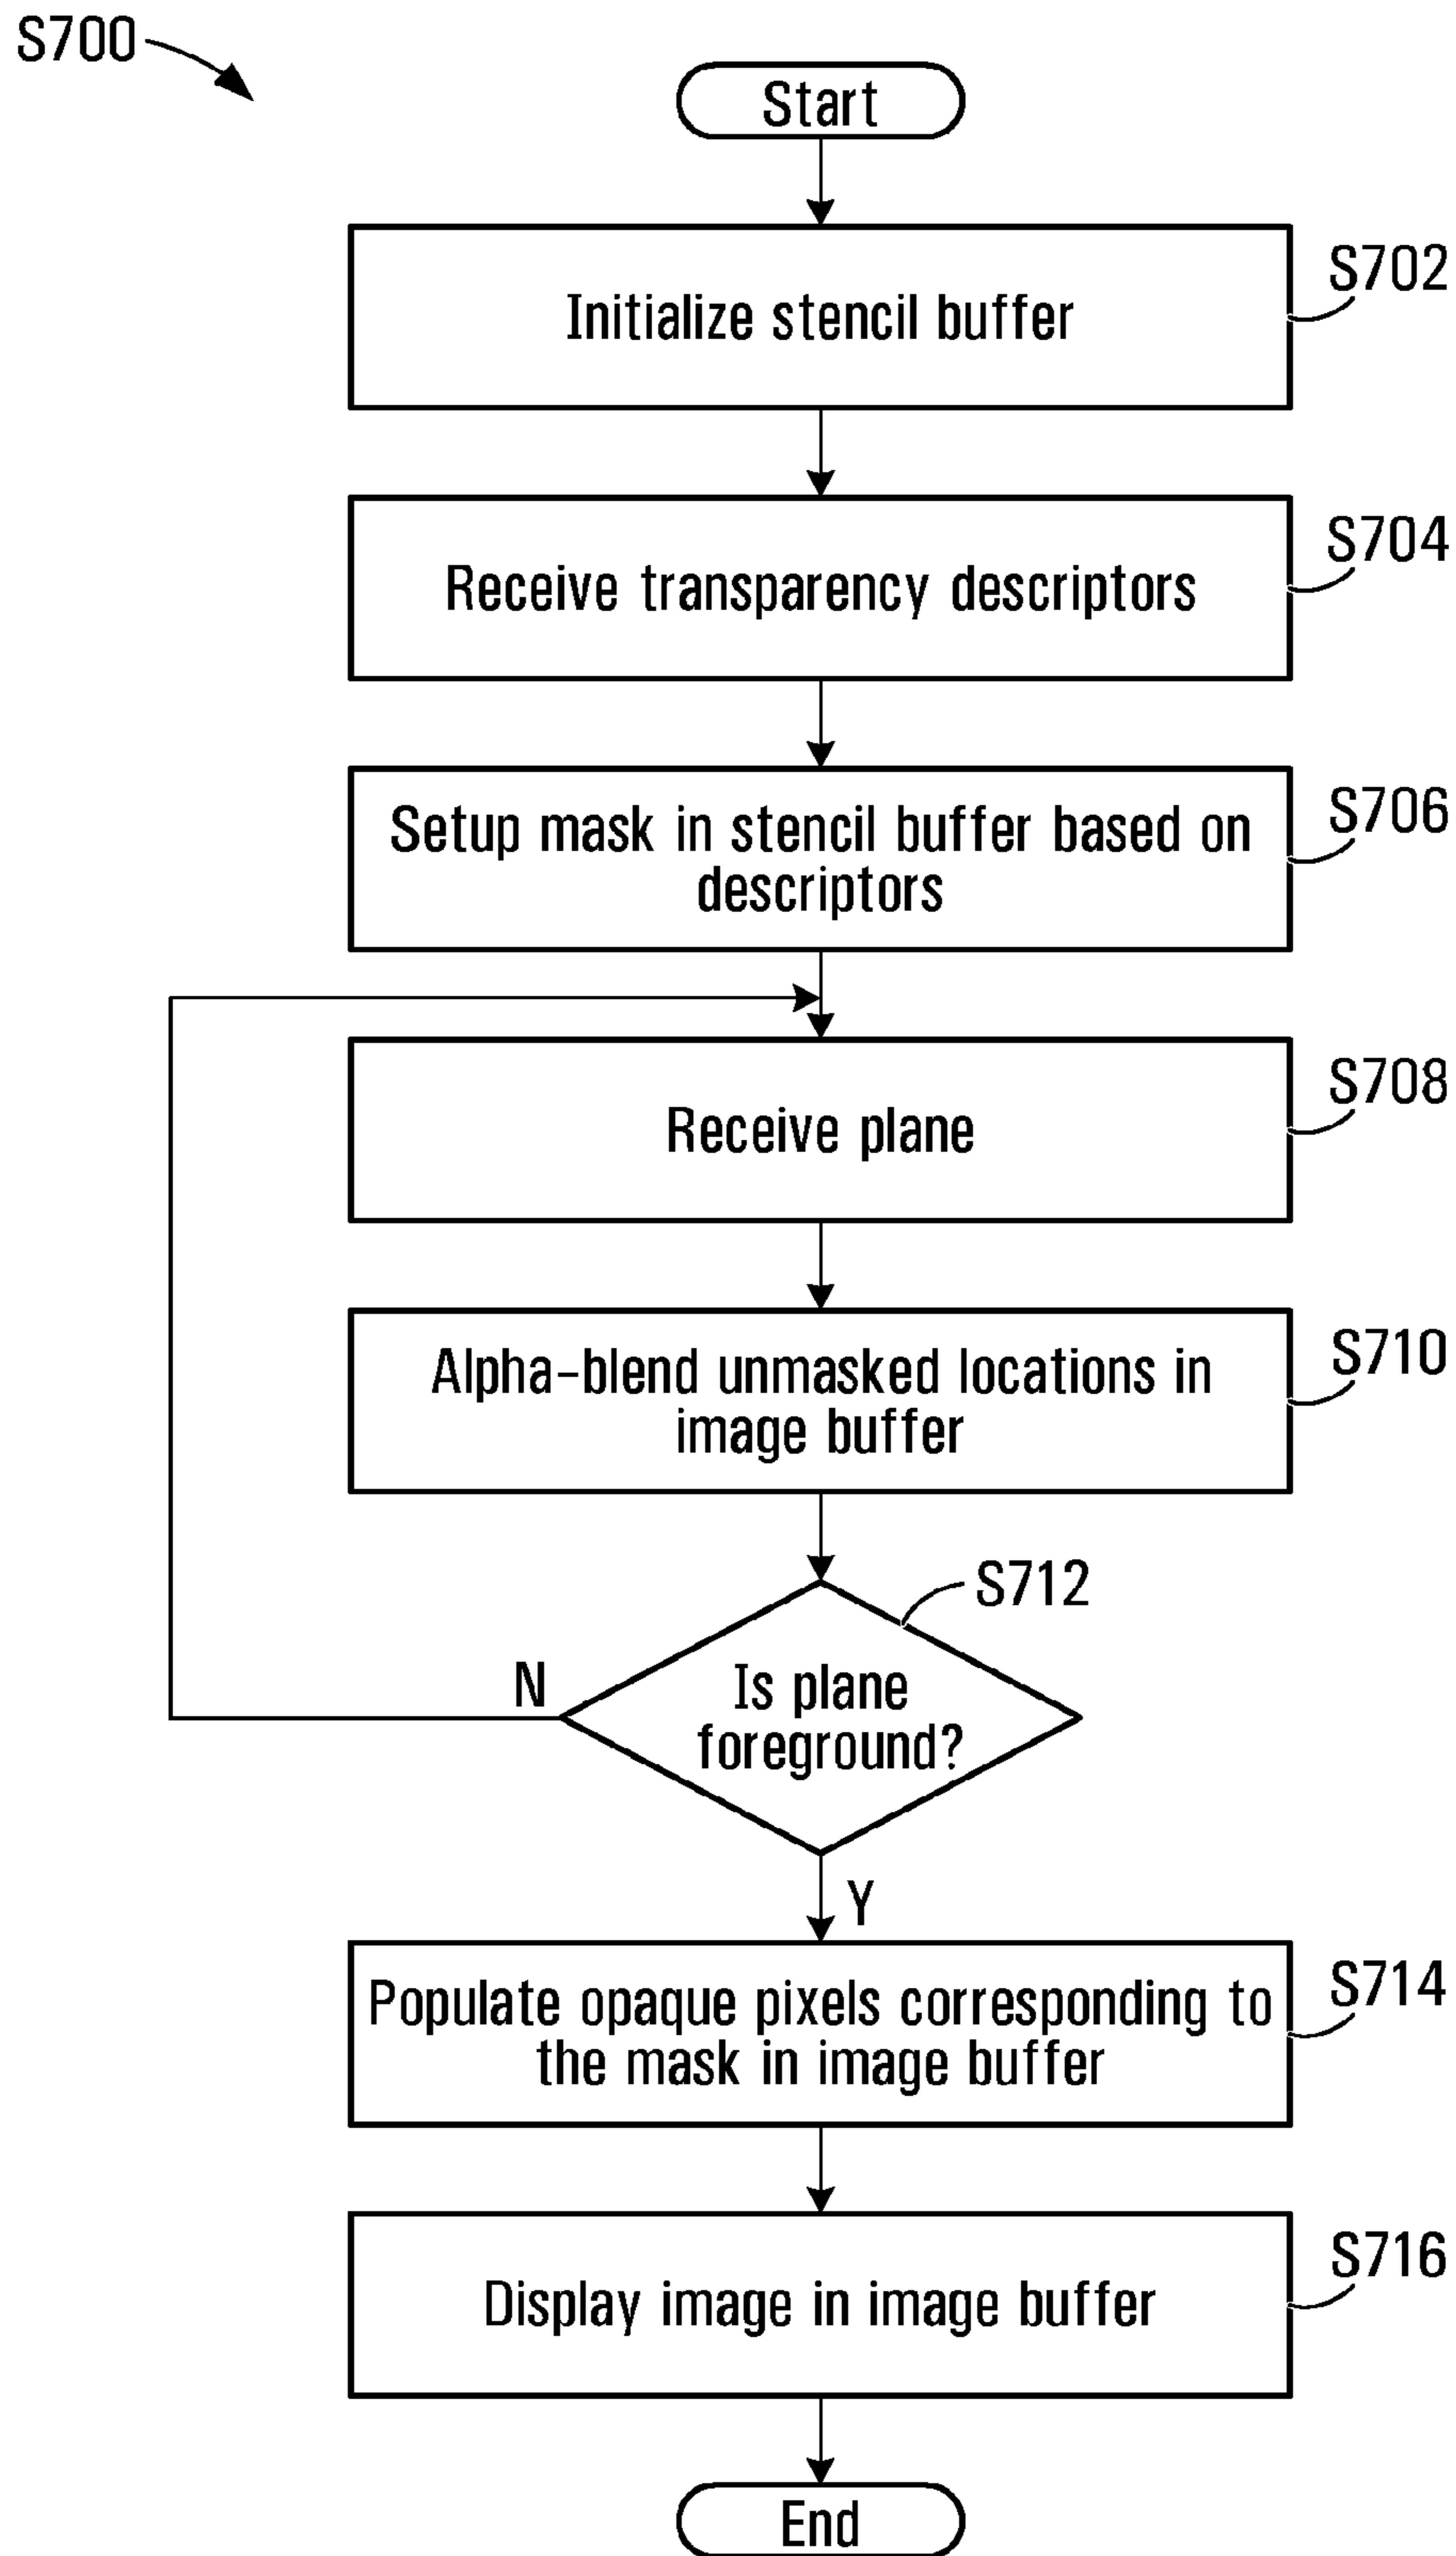 S700
Start
Initialize stencil buffer
S702
Receive transparency descriptors
S704
Setup mask in stencil buffer based on
descriptors
S706
Receive plane
S708
Alpha-blend unmasked locations in
image buffer
S710
S712
Is plane
foreground?
N
Y
Populate opaque pixels corresponding to
the mask in image buffer
S714
Display image in image buffer
S716
End